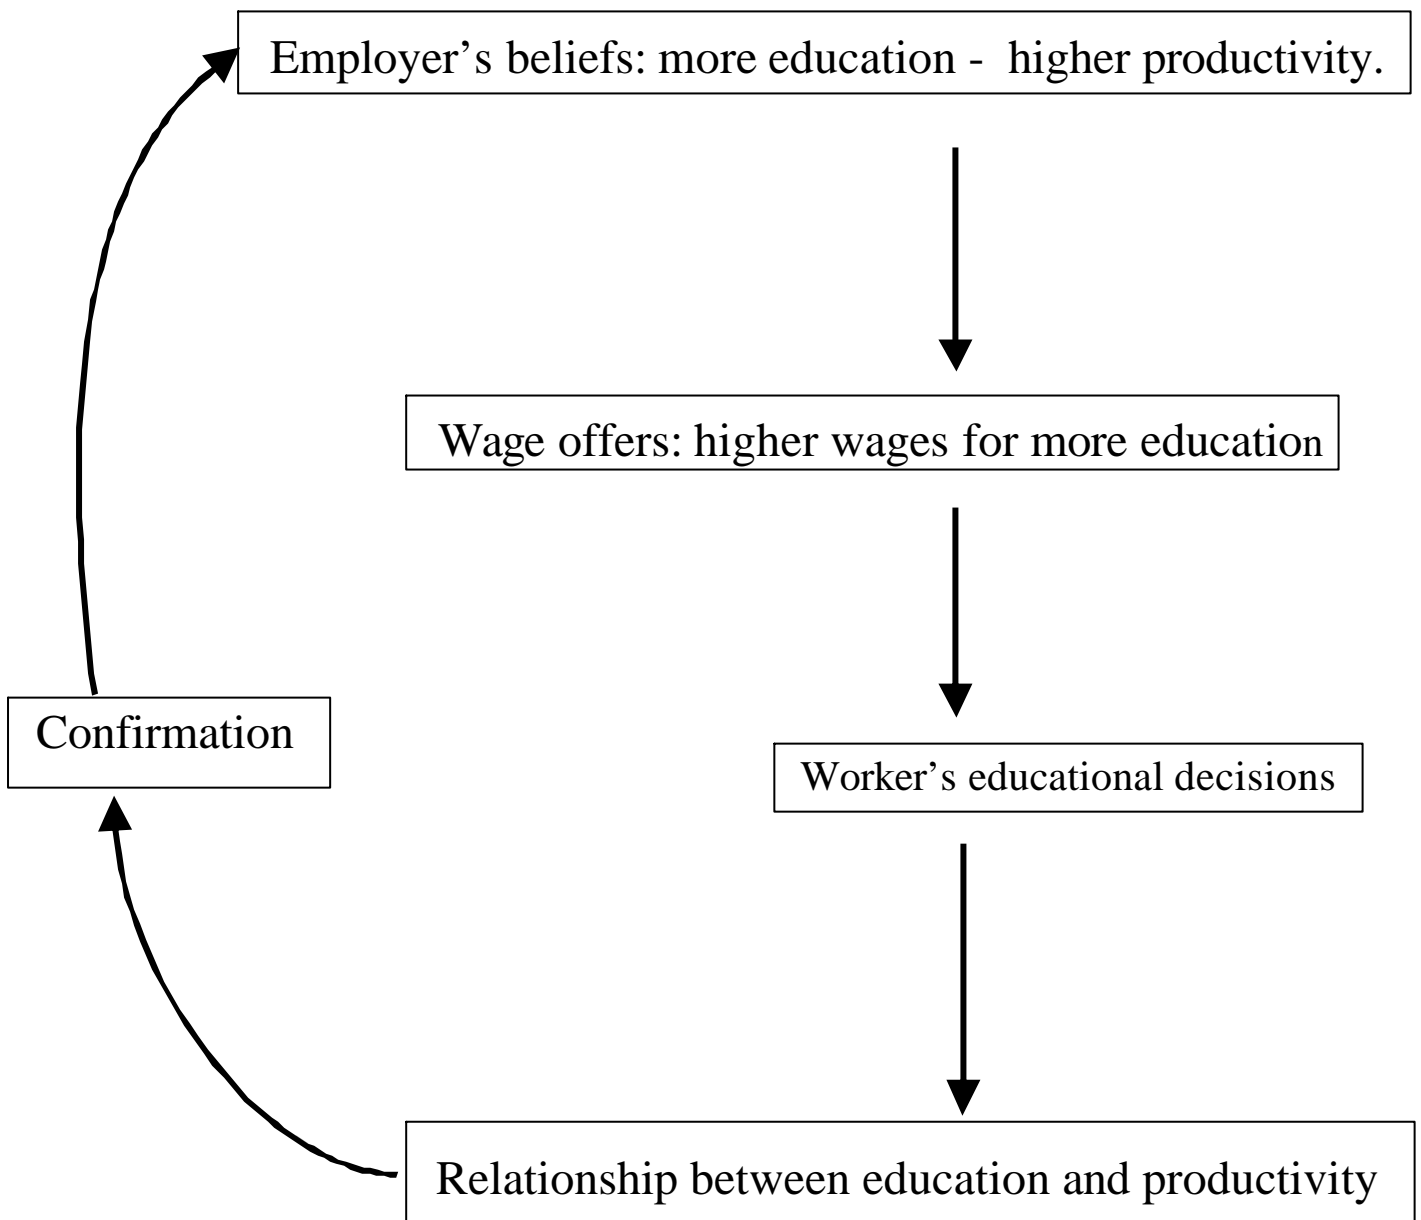 Employer’s beliefs: more education -  higher productivity.
Wage offers: higher wages for more education
Confirmation
Worker’s educational decisions
Relationship between education and productivity